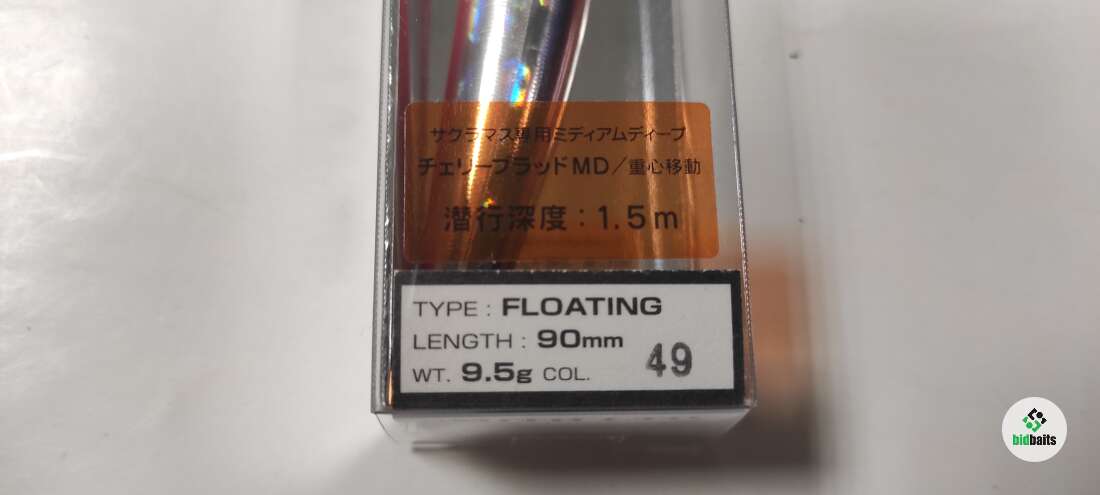 サクラマス専用ミディアムディープ
チェリーブラッドMD/重心移動
潜行深度：1.5m
TYPE : FLOATING
LENGTH : 90mm
WT. 9.5g COL. 49
bidbaits